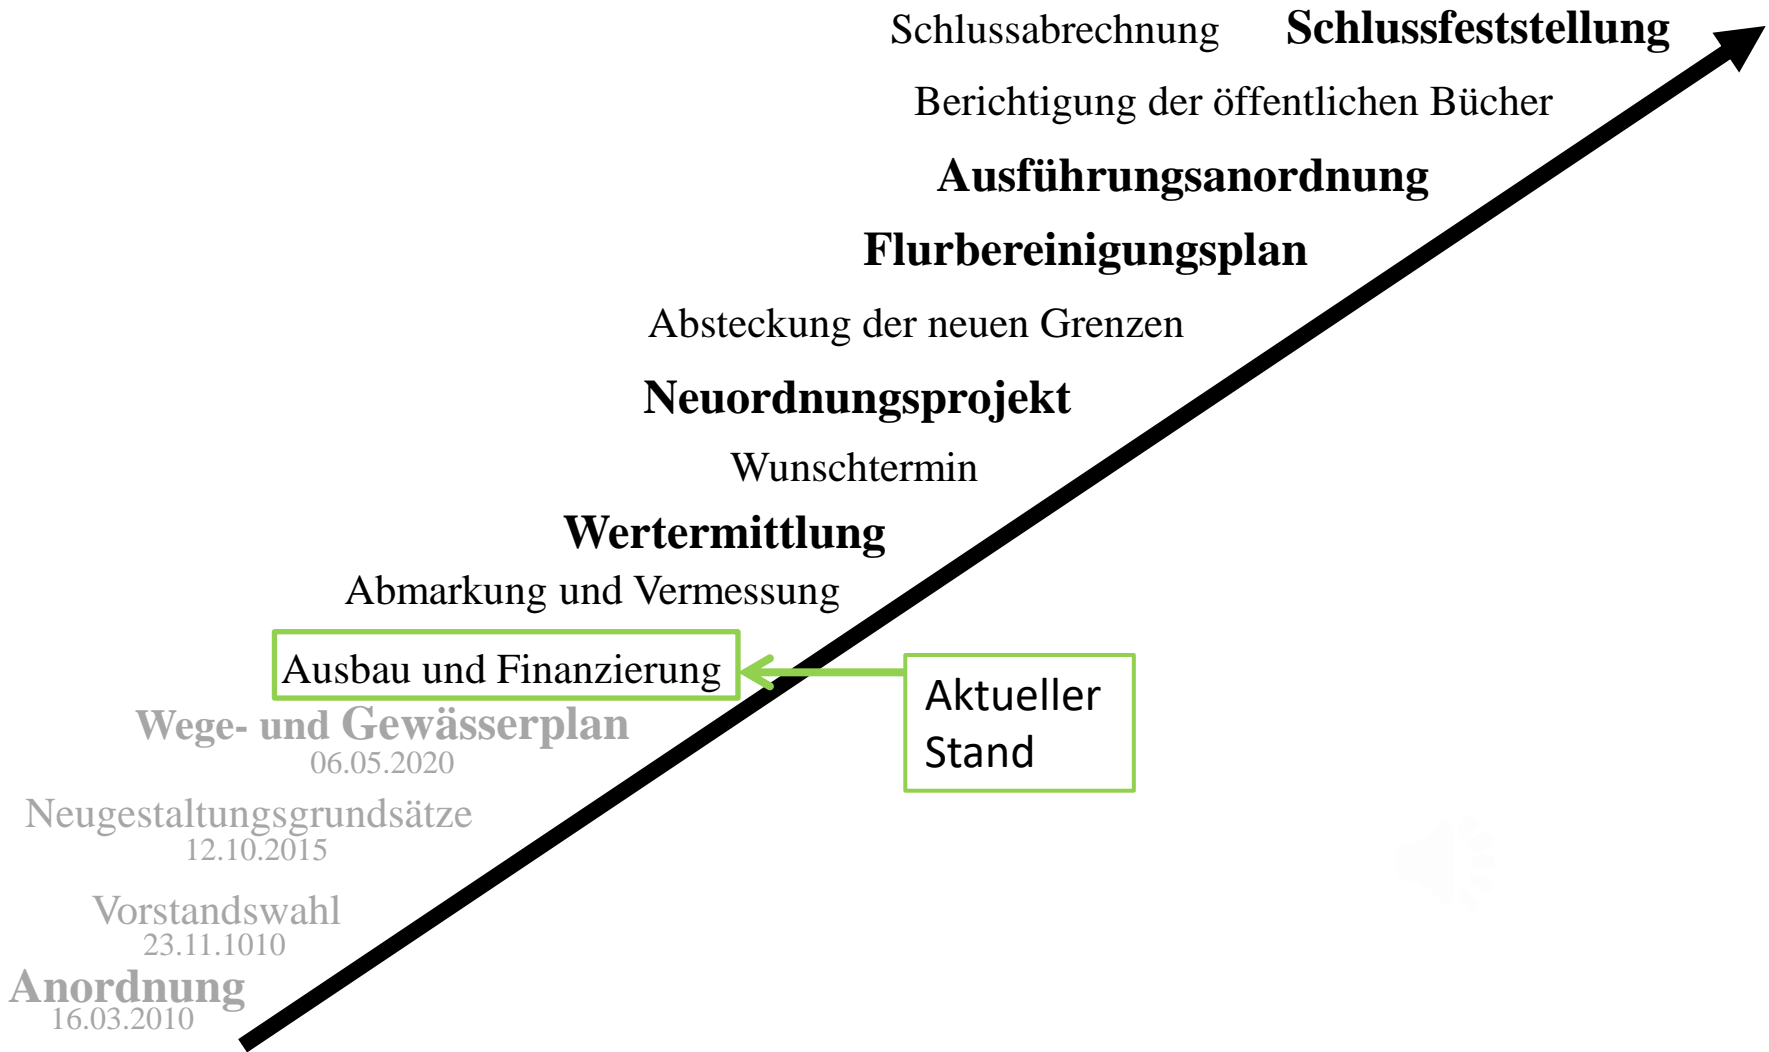 Schlussabrechnung Schlussfeststellung
Berichtigung der öffentlichen Bücher
Ausführungsanordnung
Flurbereinigungsplan
Absteckung der neuen Grenzen
Neuordnungsprojekt
Wunschtermin
Wertermittlung
Abmarkung und Vermessung
Ausbau und Finanzierung
Aktueller
Stand
Wege- und Gewässerplan
06.05.2020
Neugestaltungsgrundsätze
12.10.2015
Vorstandswahl
23.11.1010
Anordnung
16.03.2010